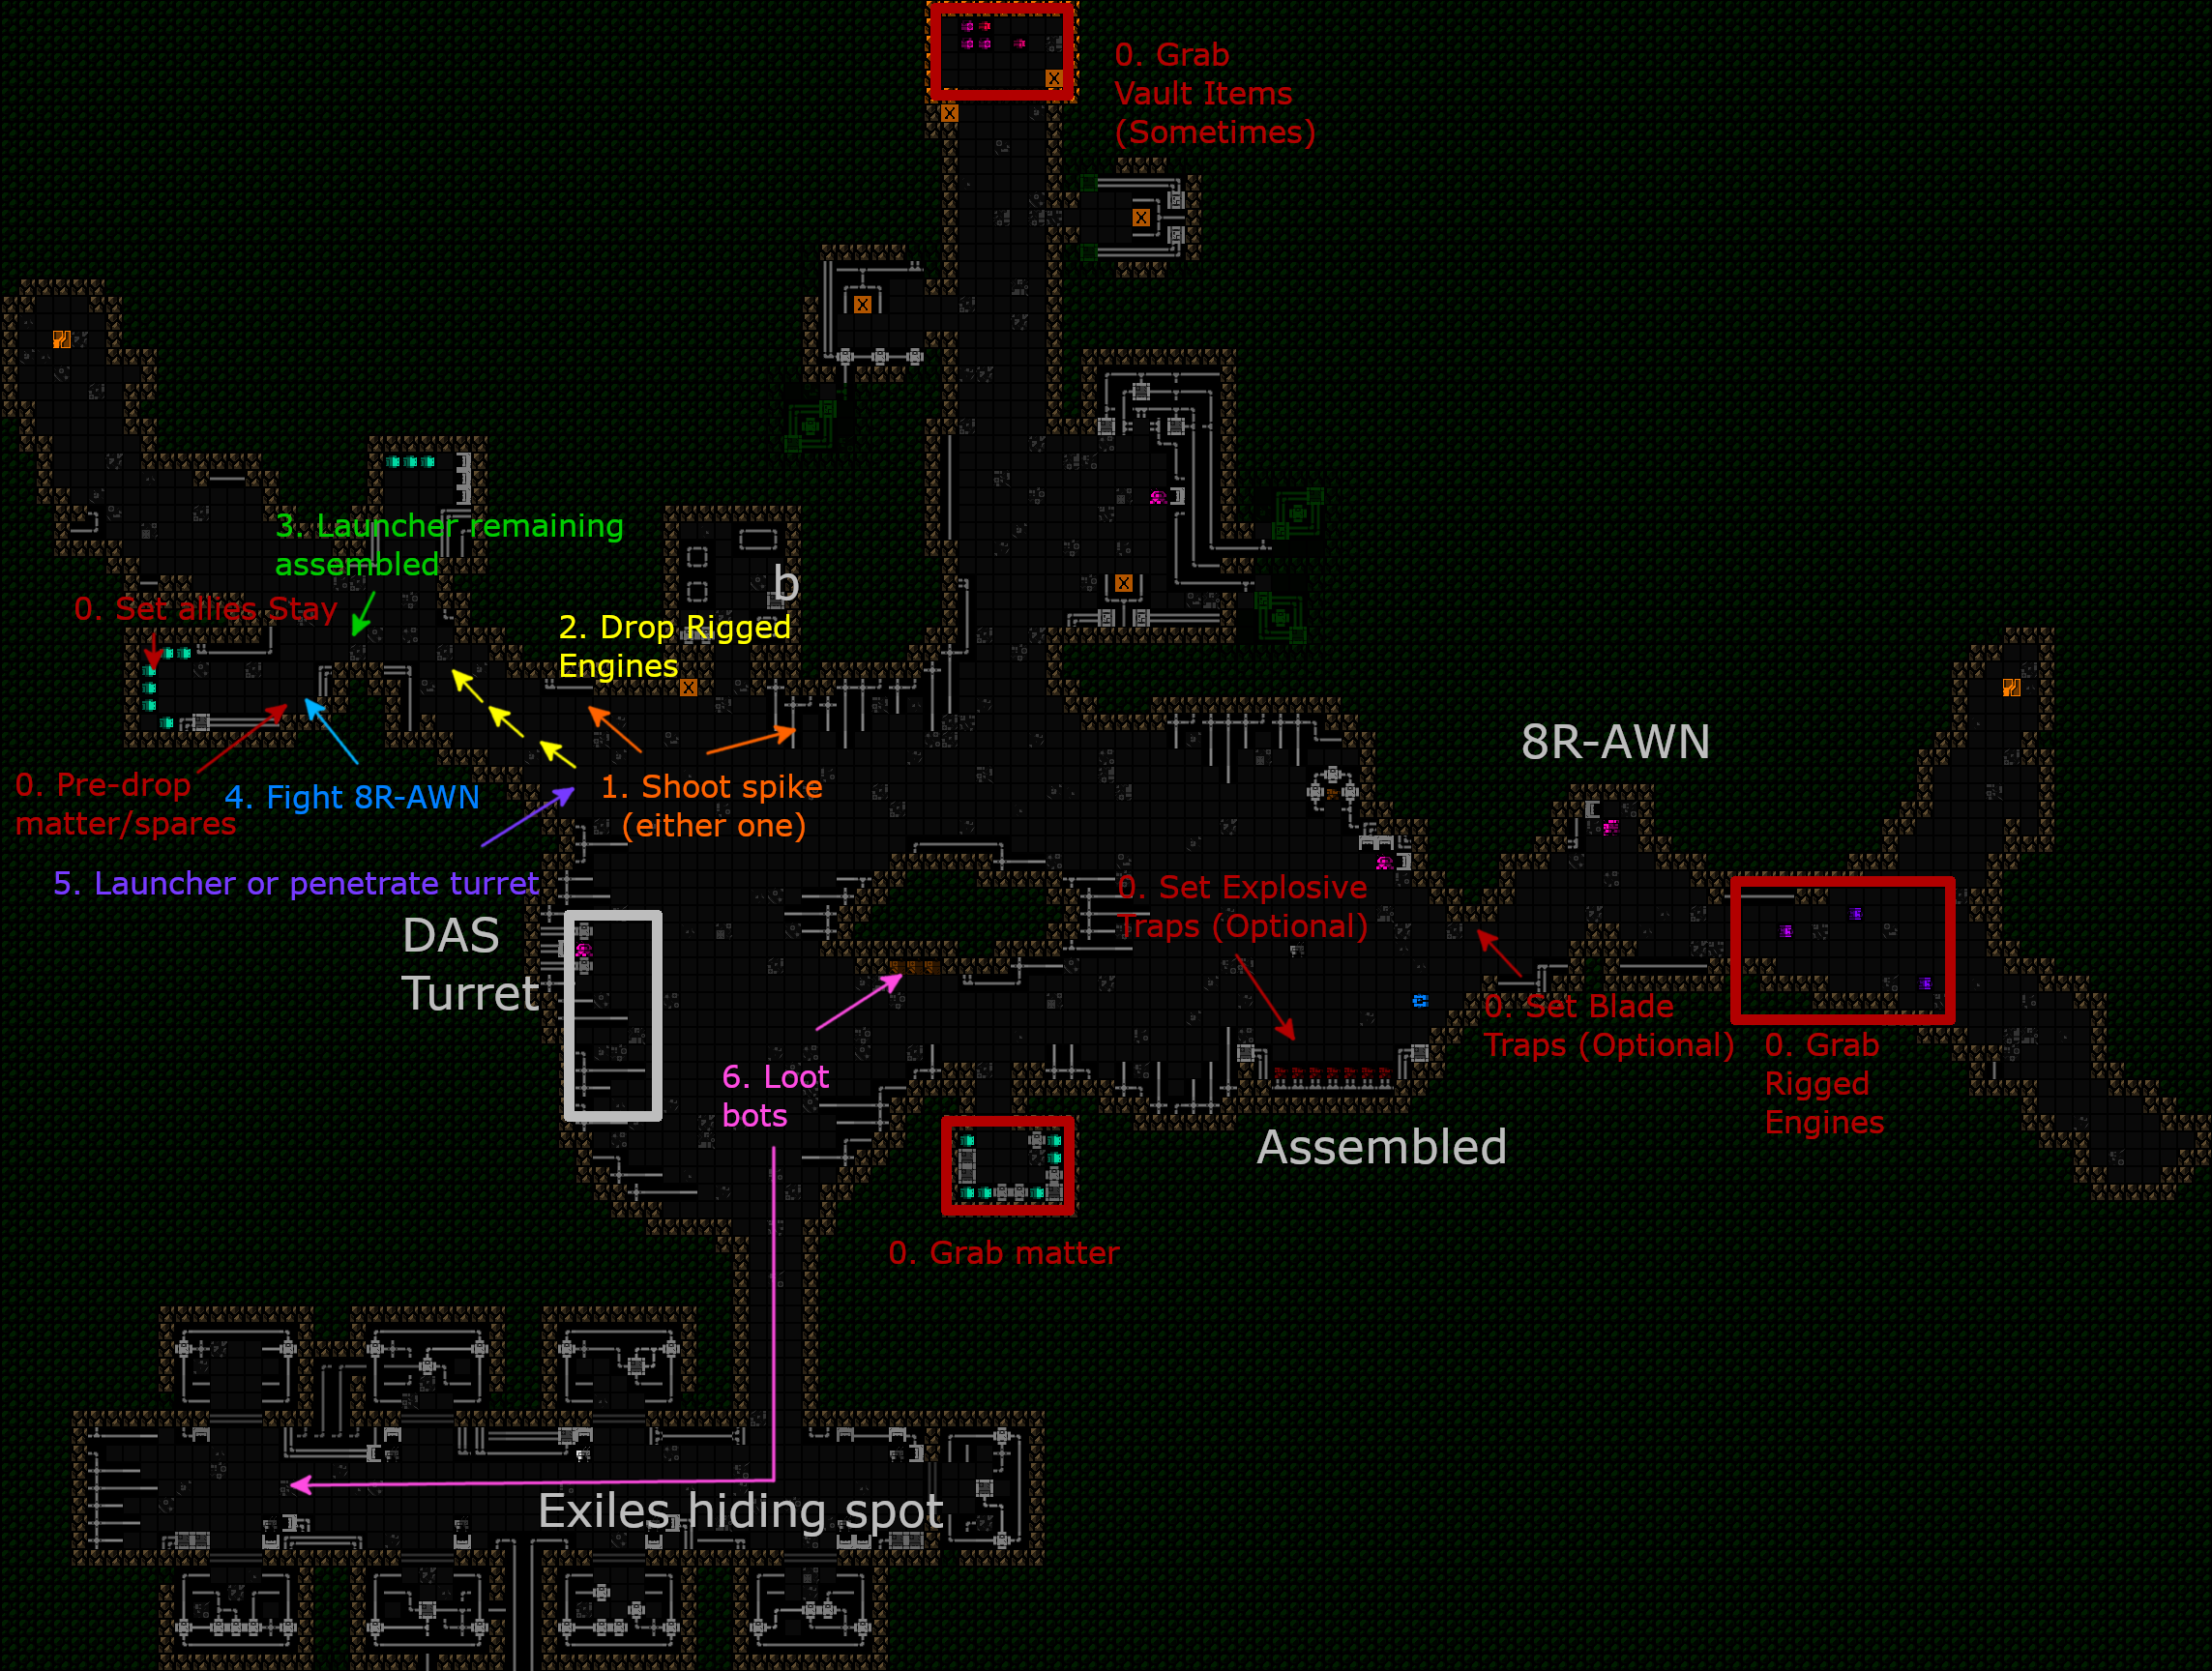 0. Grab
Vault Items
(Sometimes)
3. Launcher remaining
assembled
b
0. Set allies Stay
2. Drop Rigged
Engines
8R-AWN
0. Pre-drop
matter/spares
4. Fight 8R-AWN
1. Shoot spike
(either one)
5. Launcher or penetrate turret
0. Set Explosive
Traps (Optional)
DAS
Turret
0. Set Blade
Traps (Optional)
0. Grab
Rigged
Engines
6. Loot
bots
Assembled
0. Grab matter
Exiles hiding spot